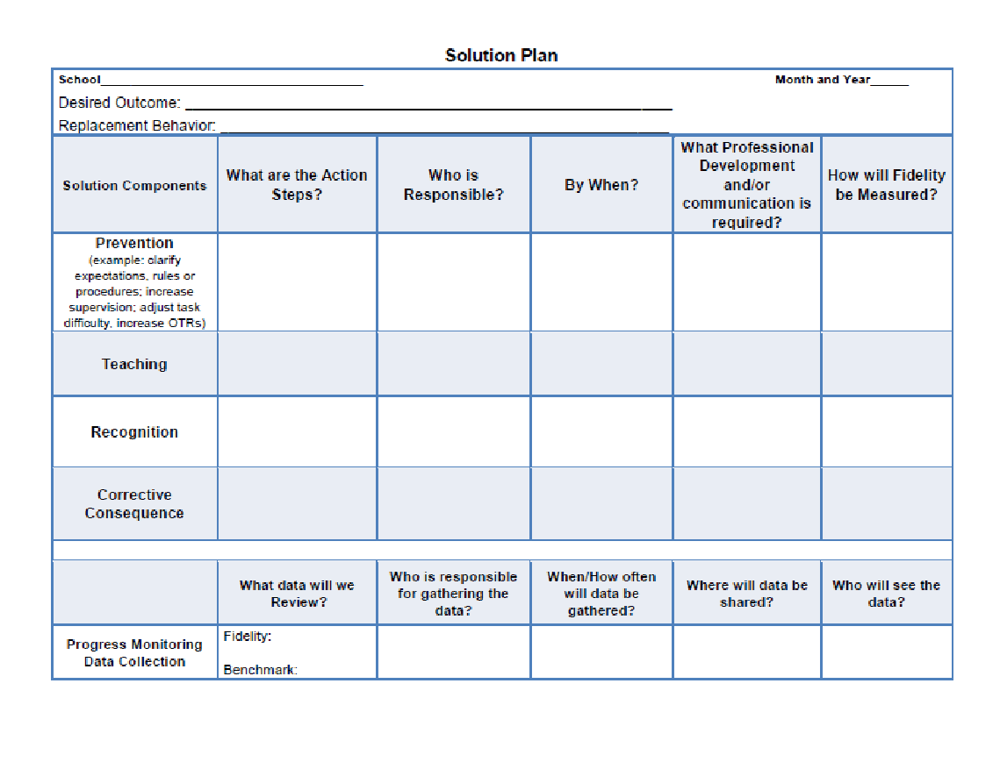 Solution Plan
School__________________________________ Month and Year_____
Desired Outcome: ____________________________________________________________
Replacement Behavior: _______________________________________________________
Solution Components
What are the Action
Steps?
Who is
Responsible?
By When?
What Professional
Development
and/or
communication is
required?
How will Fidelity
be Measured?
Prevention
(example: clarify
expectations, rules or
procedures; increase
supervision; adjust task
difficulty, increase OTRs)
Teaching
Recognition
Corrective
Consequence
What data will we
Review?
Who is responsible
for gathering the
data?
When/How often
will data be
gathered?
Where will data be
shared?
Who will see the
data?
Progress Monitoring
Data Collection
Fidelity:
Benchmark: